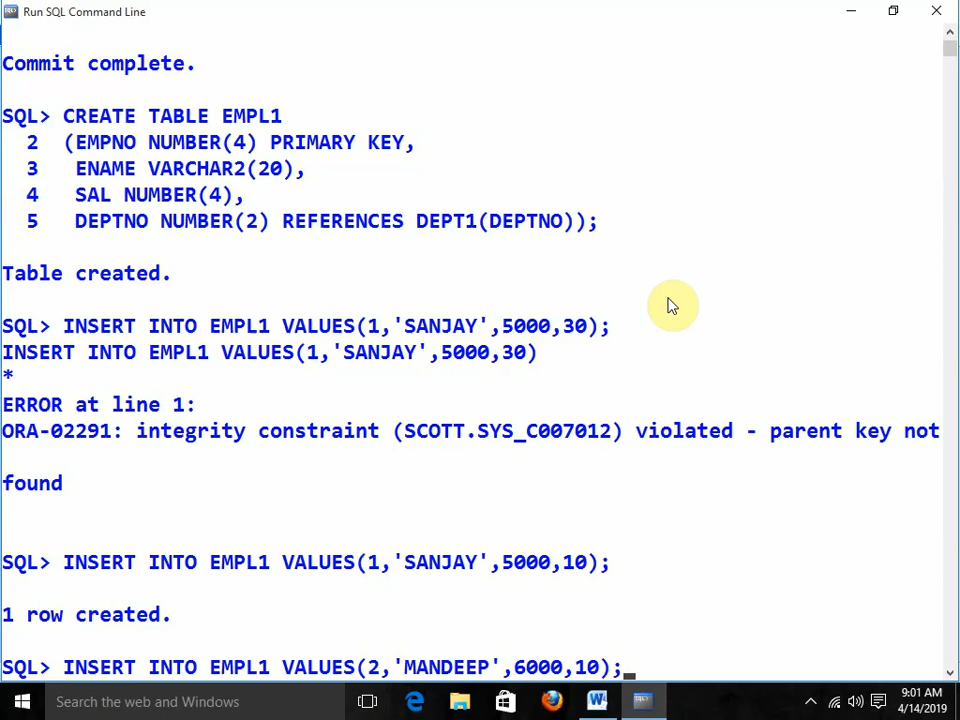 Run SQL Command Line
Commit complete.
SQL> CREATE TABLE EMPL1
2 (EMPNO NUMBER(4) PRIMARY KEY,
3 ENAME VARCHAR2(20),
4 SAL NUMBER(4),
5 DEPTNO NUMBER(2) REFERENCES DEPT1(DEPTNO));
Table created.
SQL> INSERT INTO EMPL1 VALUES(1,'SANJAY',5000,30);
INSERT INTO EMPL1 VALUES(1,'SANJAY',5000,30)
*
ERROR at line 1:
ORA-02291: integrity constraint (SCOTT.SYS_C007012) violated - parent key not
found
SQL> INSERT INTO EMPL1 VALUES(1,'SANJAY',5000,10);
1 row created.
SQL> INSERT INTO EMPL1 VALUES(2,'MANDEEP',6000,10);
Search the web and Windows
9:01 AM
4/14/2019